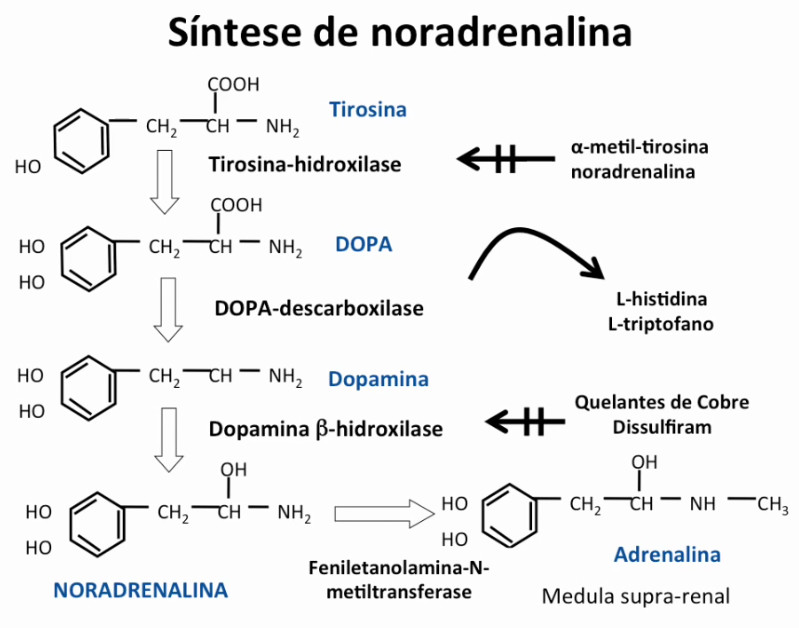 Síntese de noradrenalina
COOH
Tirosina
CH2 CH NH2
HO
Tirosina-hidroxilase
α-metil-tirosina
noradrenalina
COOH
HO CH2 CH NH2 DOPA
HO
DOPA-descarboxilase
L-histidina
L-triptofano
HO CH2 CH NH2 Dopamina
HO
Dopamina β-hidroxilase
Quelantes de Cobre
Dissulfiram
OH
HO CH2 CH NH2
HO
NORADRENALINA
Feniletanolamina-N-
metiltransferase
OH
HO CH2 CH NH CH3
HO
Adrenalina
Medula supra-renal